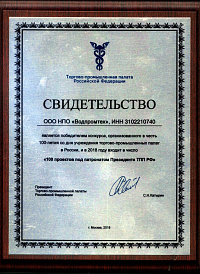 Торгово-промышленная палата
Российской Федерации
СВИДЕТЕЛЬСТВО
ООО НПО «Водпромтех», ИНН 3102210740
является победителем конкурса, организованного в честь
100-летия со дня учреждения торгово-промышленных палат
в России, и в 2018 году входит в число
«100 проектов под патронатом Президента ТПП РФ»
Президент
Торгово-промышленной палаты
Российской Федерации
С.Н.Катырин
г. Москва, 2018